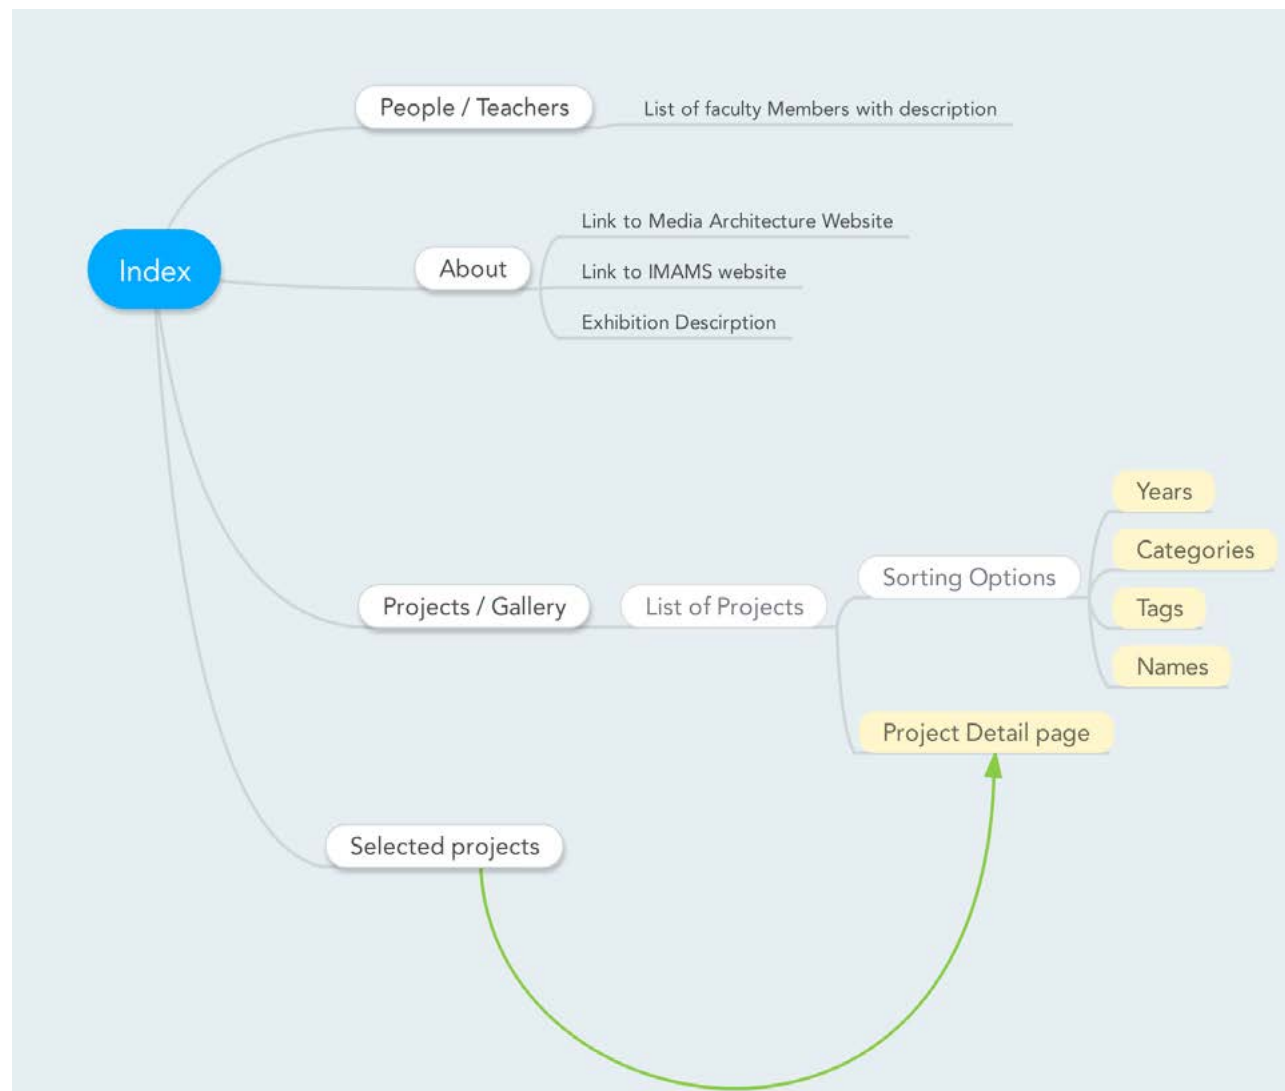 People / Teachers
List of faculty Members with description
Index
About
Link to Media Architecture Website
Link to IMAMS website
Exhibition Descirption
Projects / Gallery
List of Projects
Sorting Options
Years
Categories
Tags
Names
Project Detail page
Selected projects